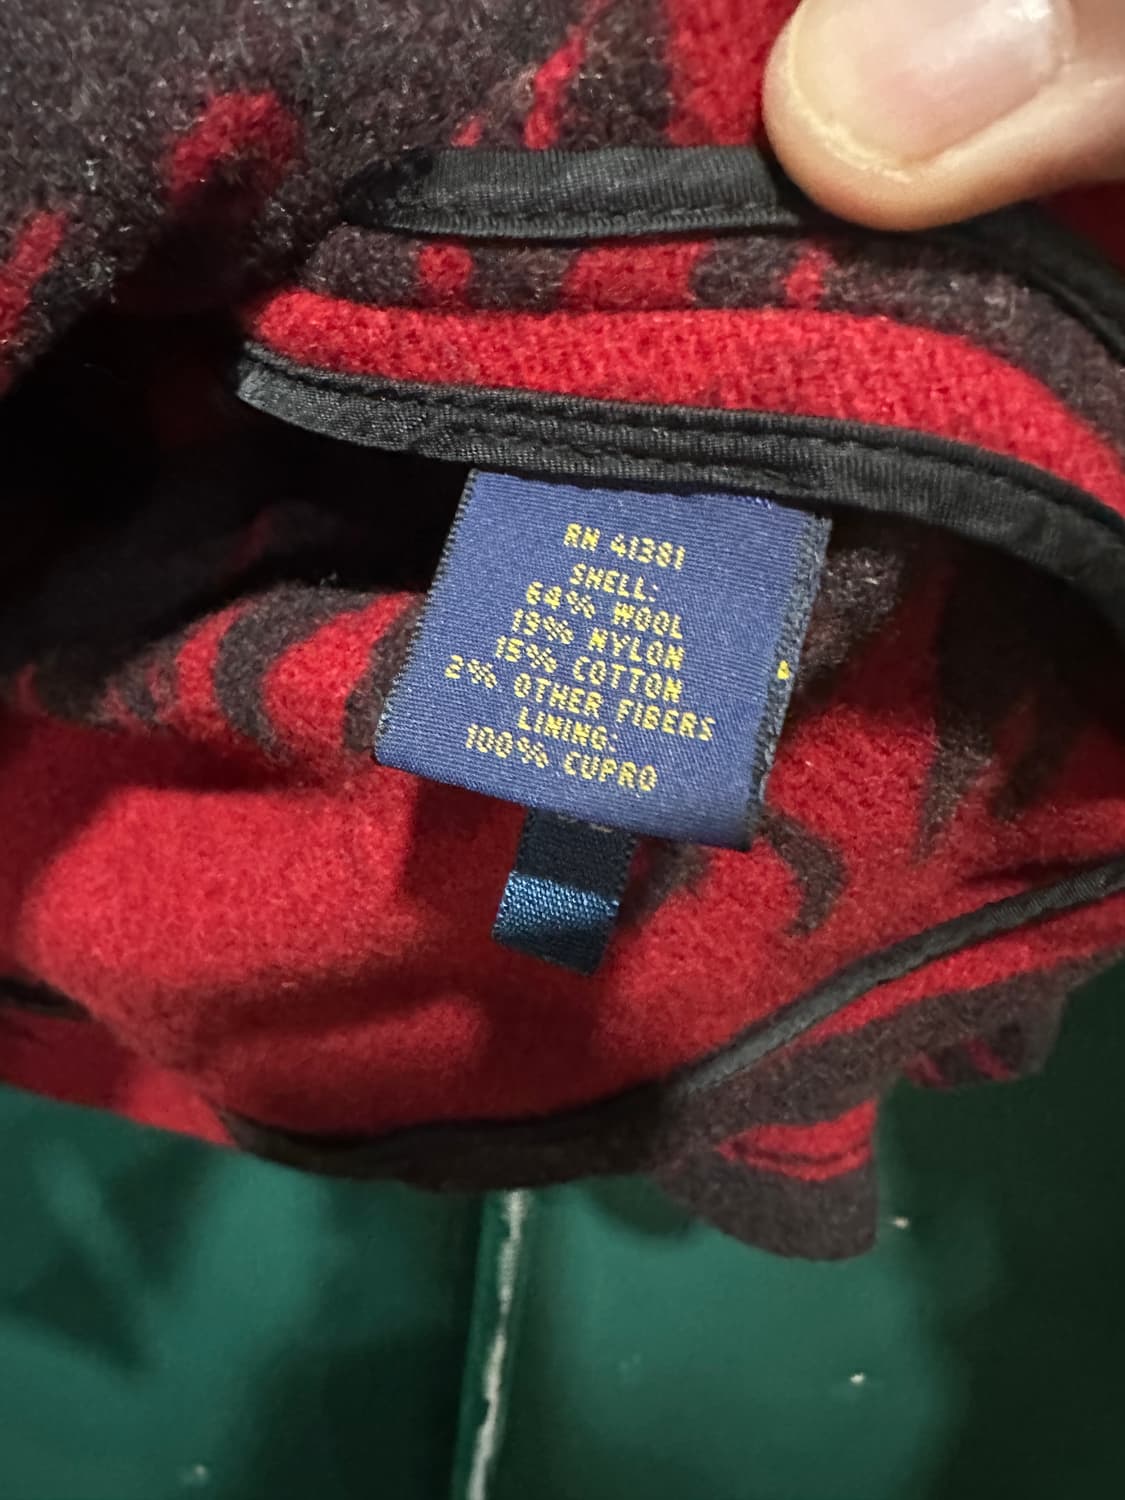 RN 41381
SHELL:
64% WOOL
19% NYLON
15% COTTON
2% OTHER FIBERS
LINING:
100% CUPRO